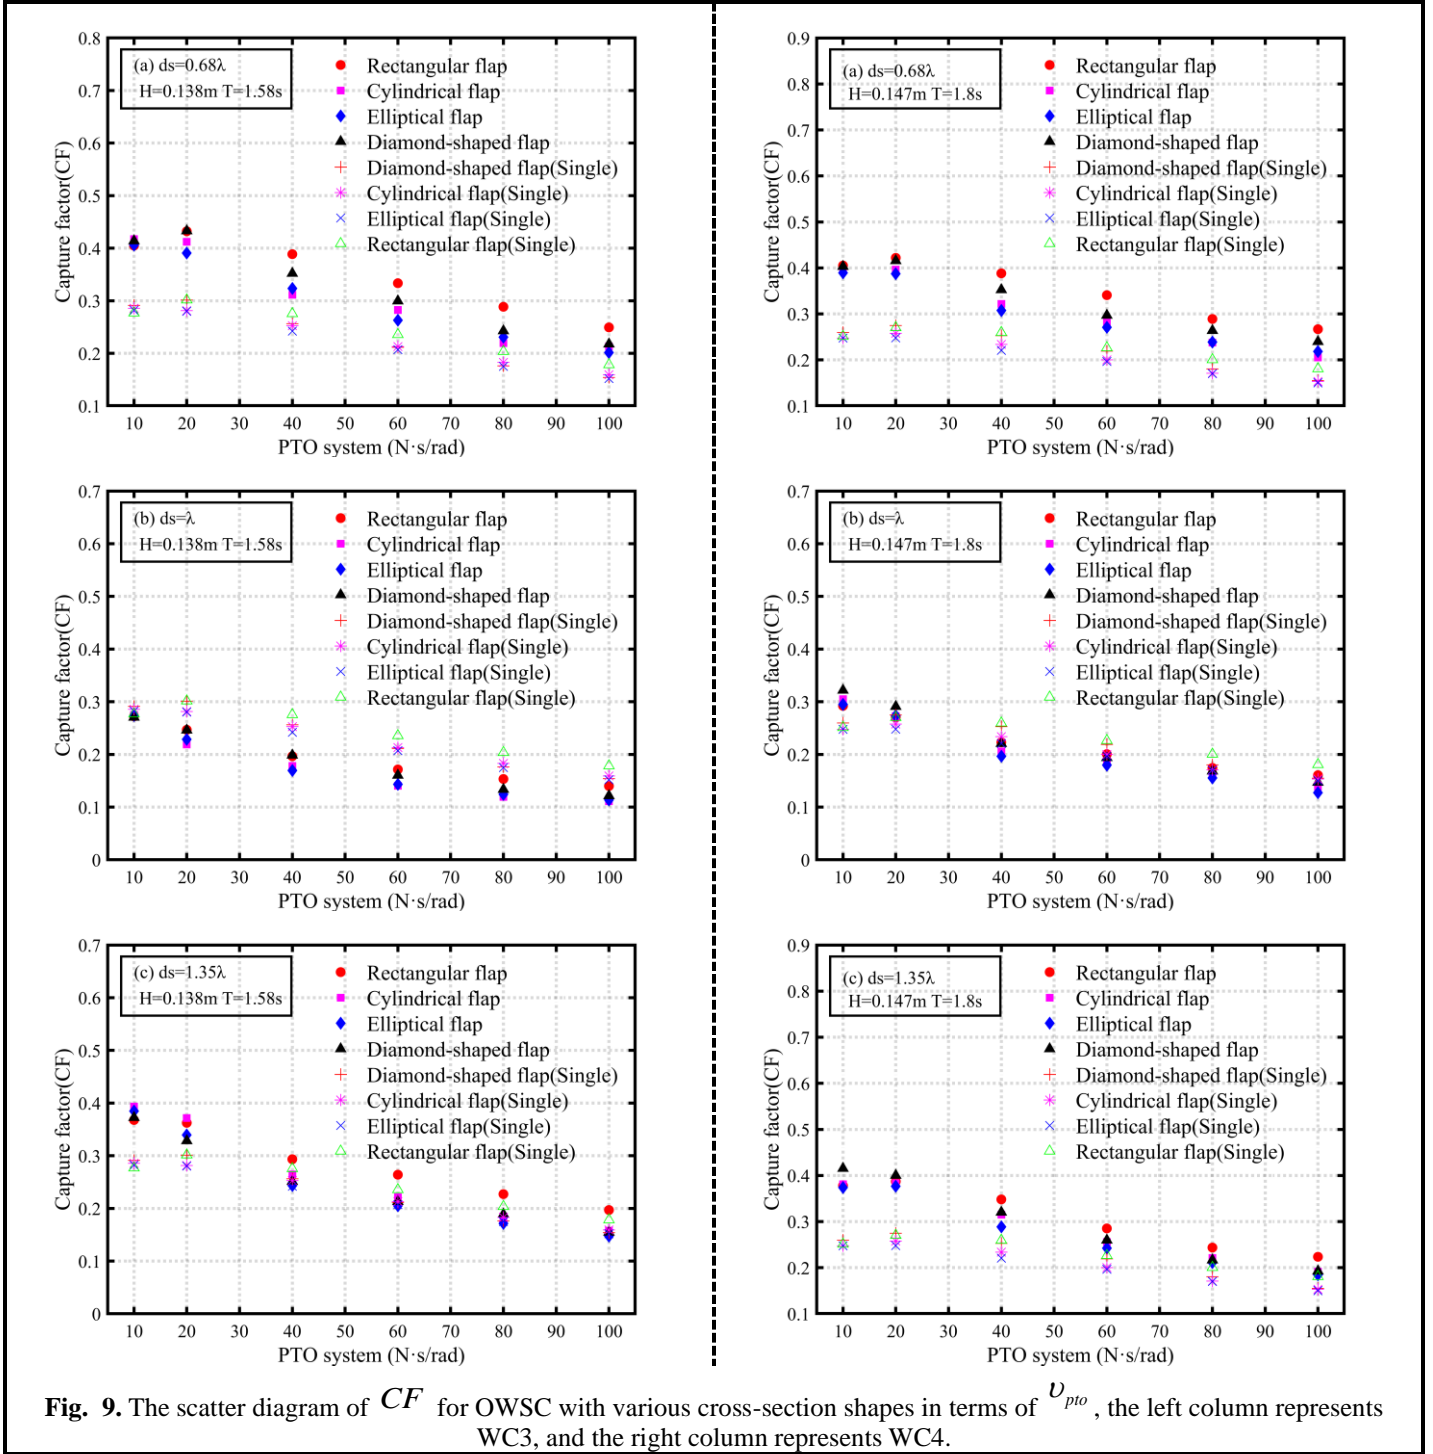 0.8
0.7
0.6
0.5
0.4
0.3
0.2
0.1
Capture factor(CF)
(a) ds=0.68λ
H=0.138m T=1.58s
Rectangular flap
Cylindrical flap
Elliptic flap
Diamond-shaped flap
Diamond-shaped flap(Single)
Cylindrical flap(Single)
Elliptical flap(Single)
Rectangular flap(Single)
10 20 30 40 50 60 70 80 90 100
PTO system (N·s/rad)
0.9
0.8
0.7
0.6
0.5
0.4
0.3
0.2
0.1
Capture factor(CF)
(a) ds=0.68λ
H=0.147m T=1.8s
Rectangular flap
Cylindrical flap
Elliptic flap
Diamond-shaped flap
Diamond-shaped flap(Single)
Cylindrical flap(Single)
Elliptical flap(Single)
Rectangular flap(Single)
10 20 30 40 50 60 70 80 90 100
PTO system (N·s/rad)
0.7
0.6
0.5
0.4
0.3
0.2
0.1
0
Capture factor(CF)
(b) ds=λ
H=0.138m T=1.58s
Rectangular flap
Cylindrical flap
Elliptical flap
Diamond-shaped flap
Diamond-shaped flap(Single)
Cylindrical flap(Single)
Elliptical flap(Single)
Rectangular flap(Single)
10 20 30 40 50 60 70 80 90 100
PTO system (N·s/rad)
0.7
0.6
0.5
0.4
0.3
0.2
0.1
0
Capture factor(CF)
(b) ds=λ
H=0.147m T=1.8s
Rectangular flap
Cylindrical flap
Elliptical flap
Diamond-shaped flap
Diamond-shaped flap(Single)
Cylindrical flap(Single)
Elliptical flap(Single)
Rectangular flap(Single)
10 20 30 40 50 60 70 80 90 100
PTO system (N·s/rad)
0.7
0.6
0.5
0.4
0.3
0.2
0.1
0
Capture factor(CF)
(c) ds=1.35λ
H=0.138m T=1.58s
Rectangular flap
Cylindrical flap
Elliptical flap
Diamond-shaped flap
Diamond-shaped flap(Single)
Cylindrical flap(Single)
Elliptical flap(Single)
Rectangular flap(Single)
10 20 30 40 50 60 70 80 90 100
PTO system (N·s/rad)
0.9
0.8
0.7
0.6
0.5
0.4
0.3
0.2
0.1
Capture factor(CF)
(c) ds=1.35λ
H=0.147m T=1.8s
Rectangular flap
Cylindrical flap
Elliptical flap
Diamond-shaped flap
Diamond-shaped flap(Single)
Cylindrical flap(Single)
Elliptical flap(Single)
Rectangular flap(Single)
10 20 30 40 50 60 70 80 90 100
PTO system (N·s/rad)
Fig. 9. The scatter diagram of CF for OWSC with various cross-section shapes in terms of υpto , the left column represents
WC3, and the right column represents WC4.